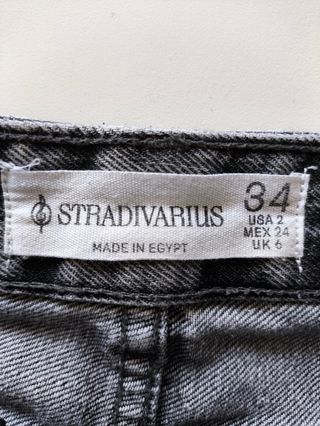 STRADIVARIUS
MADE IN EGYPT
34
USA 2
MEX 24
UK 6